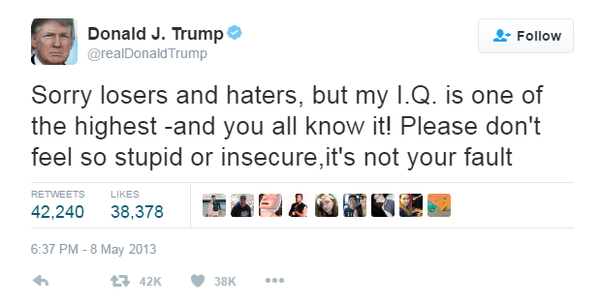 Donald J. Trump
@realDonaldTrump
Follow
Sorry losers and haters, but my I.Q. is one of
the highest -and you all know it! Please don't
feel so stupid or insecure,it's not your fault
RETWEETS LIKES
42,240 38,378
6:37 PM - 8 May 2013
42K 38K